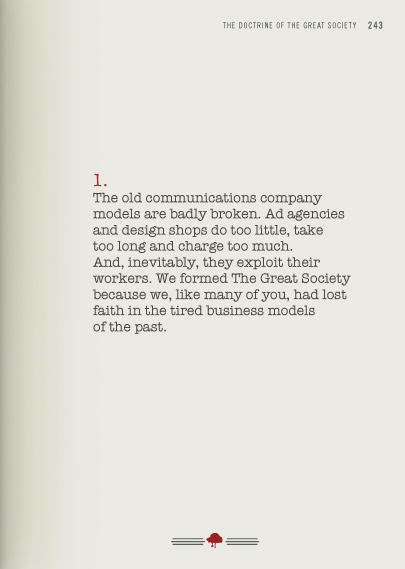 THE DOCTRINE OF THE GREAT SOCIETY 243
1.
The old communications company
models are badly broken. Ad agencies
and design shops do too little, take
too long and charge too much.
And, inevitably, they exploit their
workers. We formed The Great Society
because we, like many of you, had lost
faith in the tired business models
of the past.